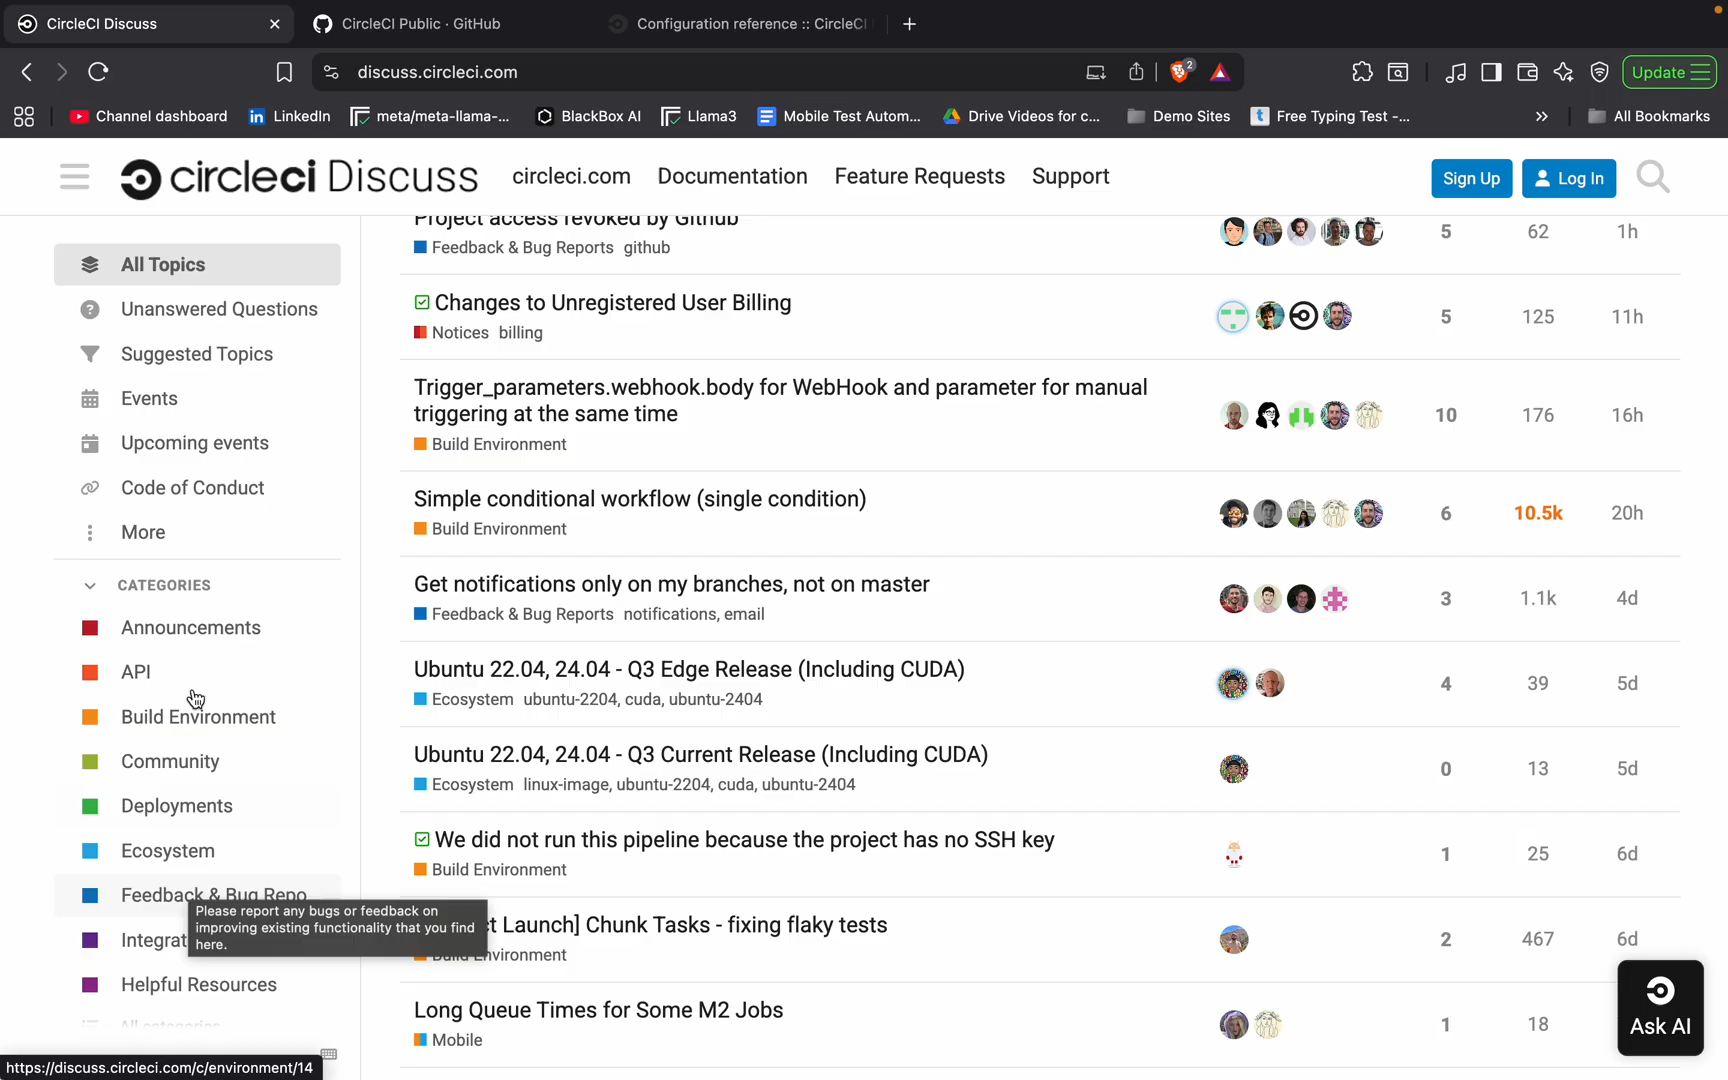 CircleCI Discuss
CircleCI Public · GitHub
Configuration reference :: CircleCI
discuss.circleci.com
2
Update
Channel dashboard
LinkedIn
meta/meta-llama-...
BlackBox AI
Llama3
Mobile Test Autom...
Drive Videos for c...
Demo Sites
Free Typing Test -...
All Bookmarks
circleci Discuss
circleci.com
Documentation
Feature Requests
Support
Sign Up
Log In
All Topics
Unanswered Questions
Suggested Topics
Events
Upcoming events
Code of Conduct
More
CATEGORIES
Announcements
API
Build Environment
Community
Deployments
Ecosystem
Feedback & Bug Repo
Integrat
Helpful Resources
All categories
Please report any bugs or feedback on
improving existing functionality that you find
here.
Project access revoked by Github
Feedback & Bug Reports github
5 62 1h
Changes to Unregistered User Billing
Notices billing
5 125 11h
Trigger_parameters.webhook.body for WebHook and parameter for manual
triggering at the same time
Build Environment
10 176 16h
Simple conditional workflow (single condition)
Build Environment
6 10.5k 20h
Get notifications only on my branches, not on master
Feedback & Bug Reports notifications, email
3 1.1k 4d
Ubuntu 22.04, 24.04 - Q3 Edge Release (Including CUDA)
Ecosystem ubuntu-2204, cuda, ubuntu-2404
4 39 5d
Ubuntu 22.04, 24.04 - Q3 Current Release (Including CUDA)
Ecosystem linux-image, ubuntu-2204, cuda, ubuntu-2404
0 13 5d
We did not run this pipeline because the project has no SSH key
Build Environment
1 25 6d
ct Launch] Chunk Tasks - fixing flaky tests
Build Environment
2 467 6d
Long Queue Times for Some M2 Jobs
Mobile
1 18
Ask AI
https://discuss.circleci.com/c/environment/14